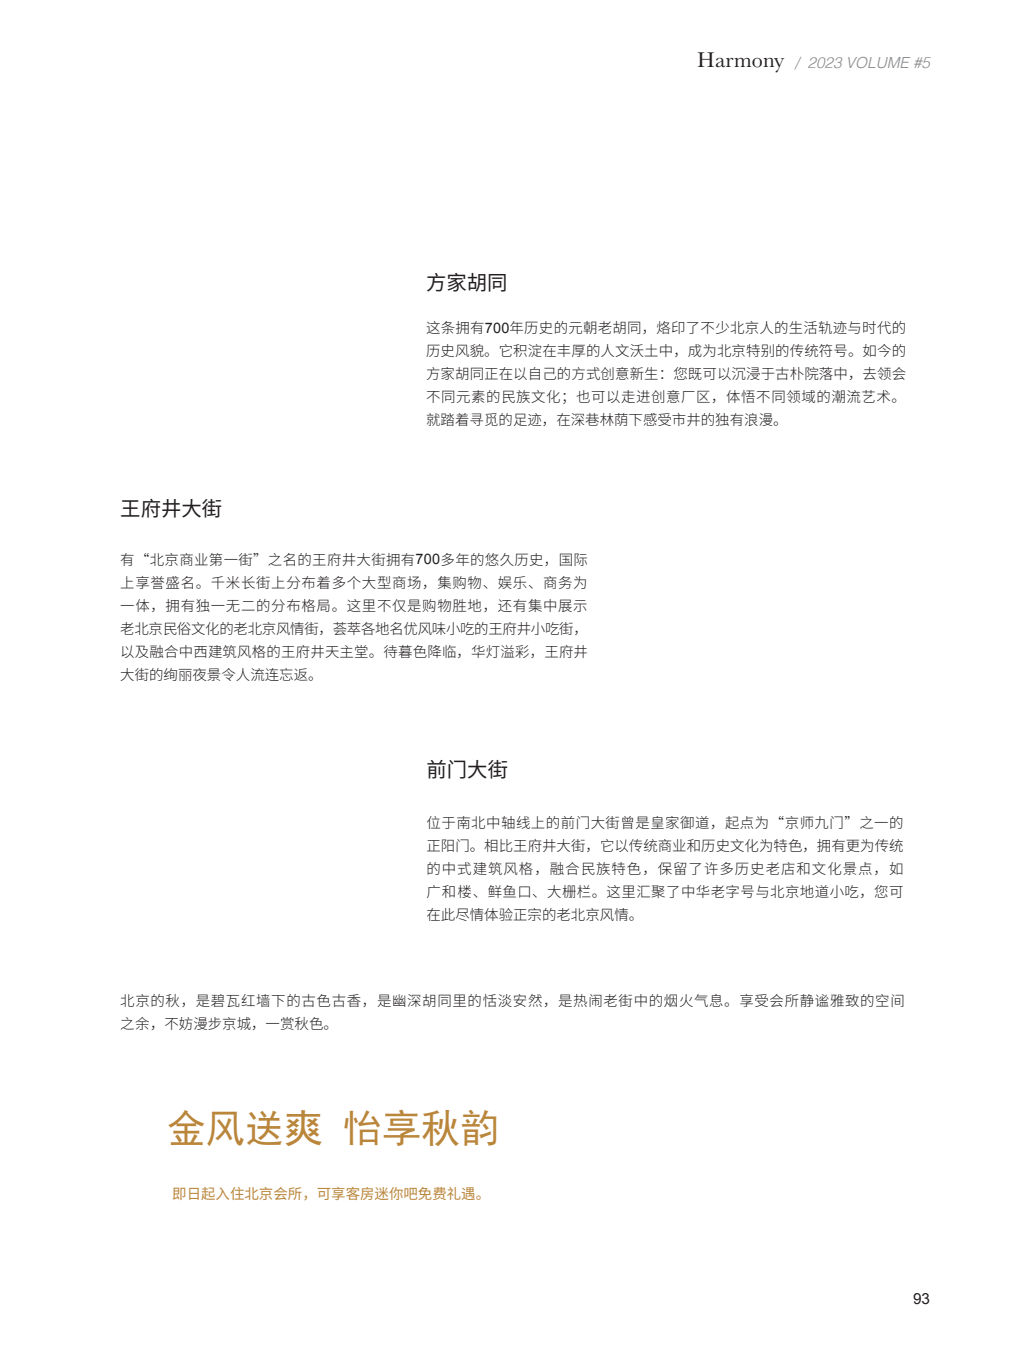 Harmony / 2023 VOLUME #5
方家胡同
这条拥有700年历史的元朝老胡同，烙印了不少北京人的生活轨迹与时代的
历史风貌。它积淀在丰厚的人文沃土中，成为北京特别的传统符号。如今的
方家胡同正在以自己的方式创意新生：您既可以沉浸于古朴院落中，去领会
不同元素的民族文化；也可以走进创意厂区，体悟不同领域的潮流艺术。
就踏着寻觅的足迹，在深巷林荫下感受市井的独有浪漫。
王府井大街
有“北京商业第一街”之名的王府井大街拥有700多年的悠久历史，国际
上享誉盛名。千米长街上分布着多个大型商场，集购物、娱乐、商务为
一体，拥有独一无二的分布格局。这里不仅是购物胜地，还有集中展示
老北京民俗文化的老北京风情街，荟萃各地名优风味小吃的王府井小吃街，
以及融合中西建筑风格的王府井天主堂。待暮色降临，华灯溢彩，王府井
大街的绚丽夜景令人流连忘返。
前门大街
位于南北中轴线上的前门大街曾是皇家御道，起点为“京师九门”之一的
正阳门。相比王府井大街，它以传统商业和历史文化为特色，拥有更为传统
的中式建筑风格，融合民族特色，保留了许多历史老店和文化景点，如
广和楼、鲜鱼口、大栅栏。这里汇聚了中华老字号与北京地道小吃，您可
在此尽情体验正宗的老北京风情。
北京的秋，是碧瓦红墙下的古色古香，是幽深胡同里的恬淡安然，是热闹老街中的烟火气息。享受会所静谧雅致的空间
之余，不妨漫步京城，一赏秋色。
金风送爽 怡享秋韵
即日起入住北京会所，可享客房迷你吧免费礼遇。
93